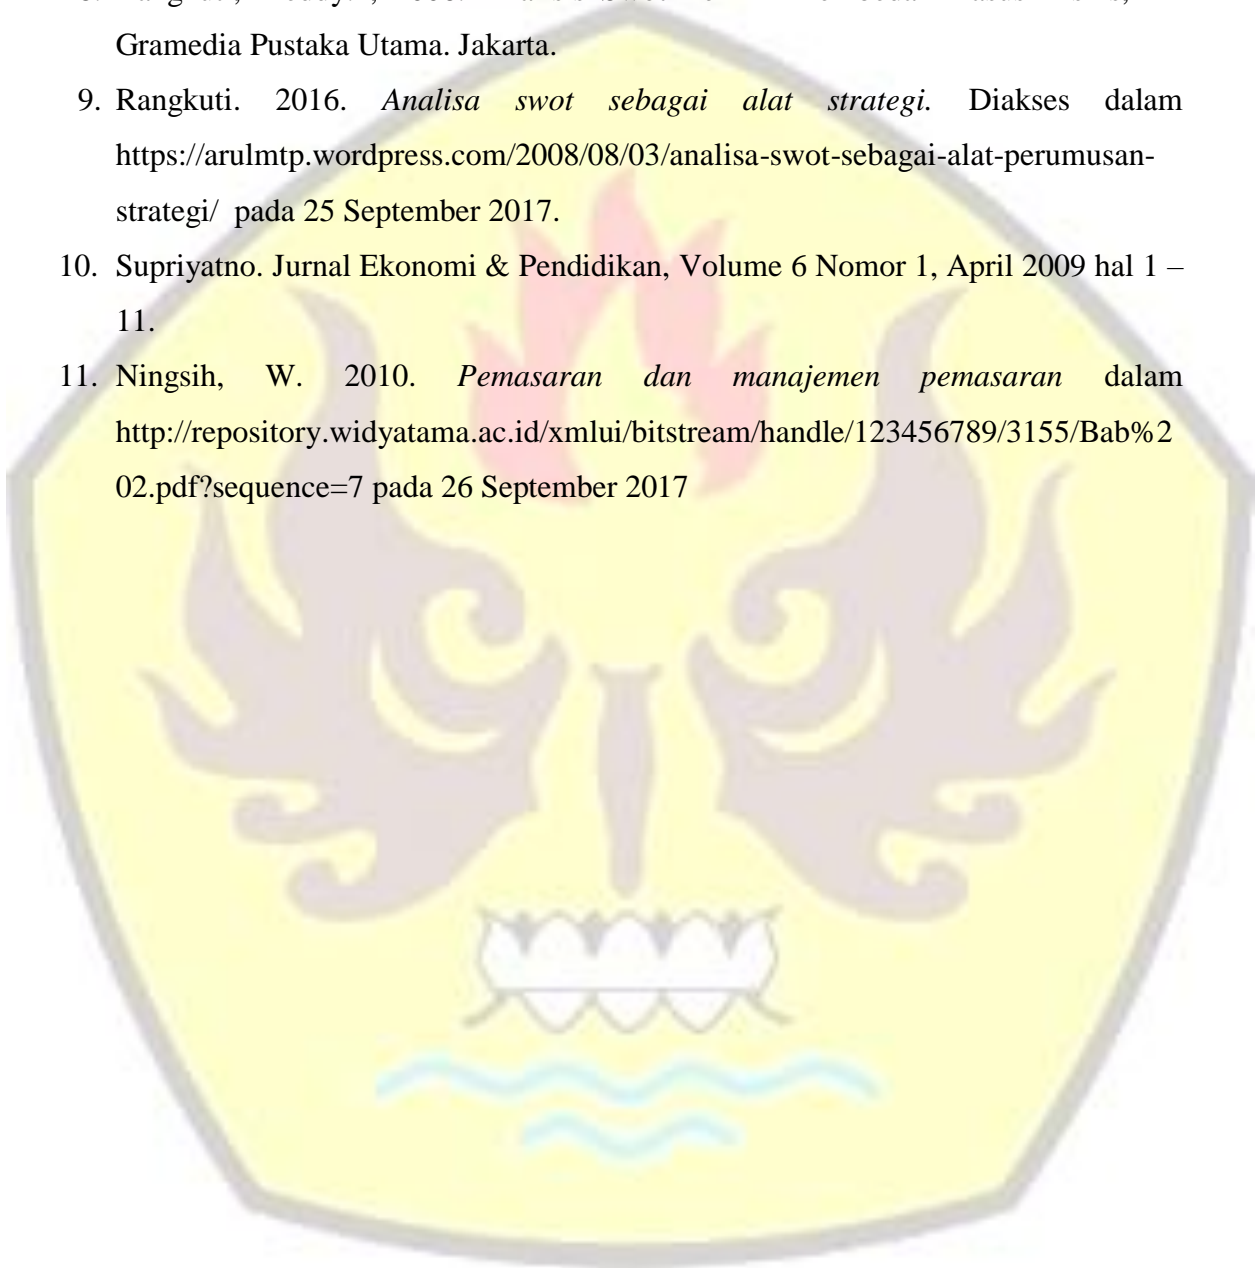 Gramedia Pustaka Utama. Jakarta.
9. Rangkuti. 2016. Analisa swot sebagai alat strategi. Diakses dalam
https://arulmtp.wordpress.com/2008/08/03/analisa-swot-sebagai-alat-perumusan-
strategi/ pada 25 September 2017.
10. Supriyatno. Jurnal Ekonomi & Pendidikan, Volume 6 Nomor 1, April 2009 hal 1 –
11.
11. Ningsih, W. 2010. Pemasaran dan manajemen pemasaran dalam
http://repository.widyatama.ac.id/xmlui/bitstream/handle/123456789/3155/Bab%2
02.pdf?sequence=7 pada 26 September 2017